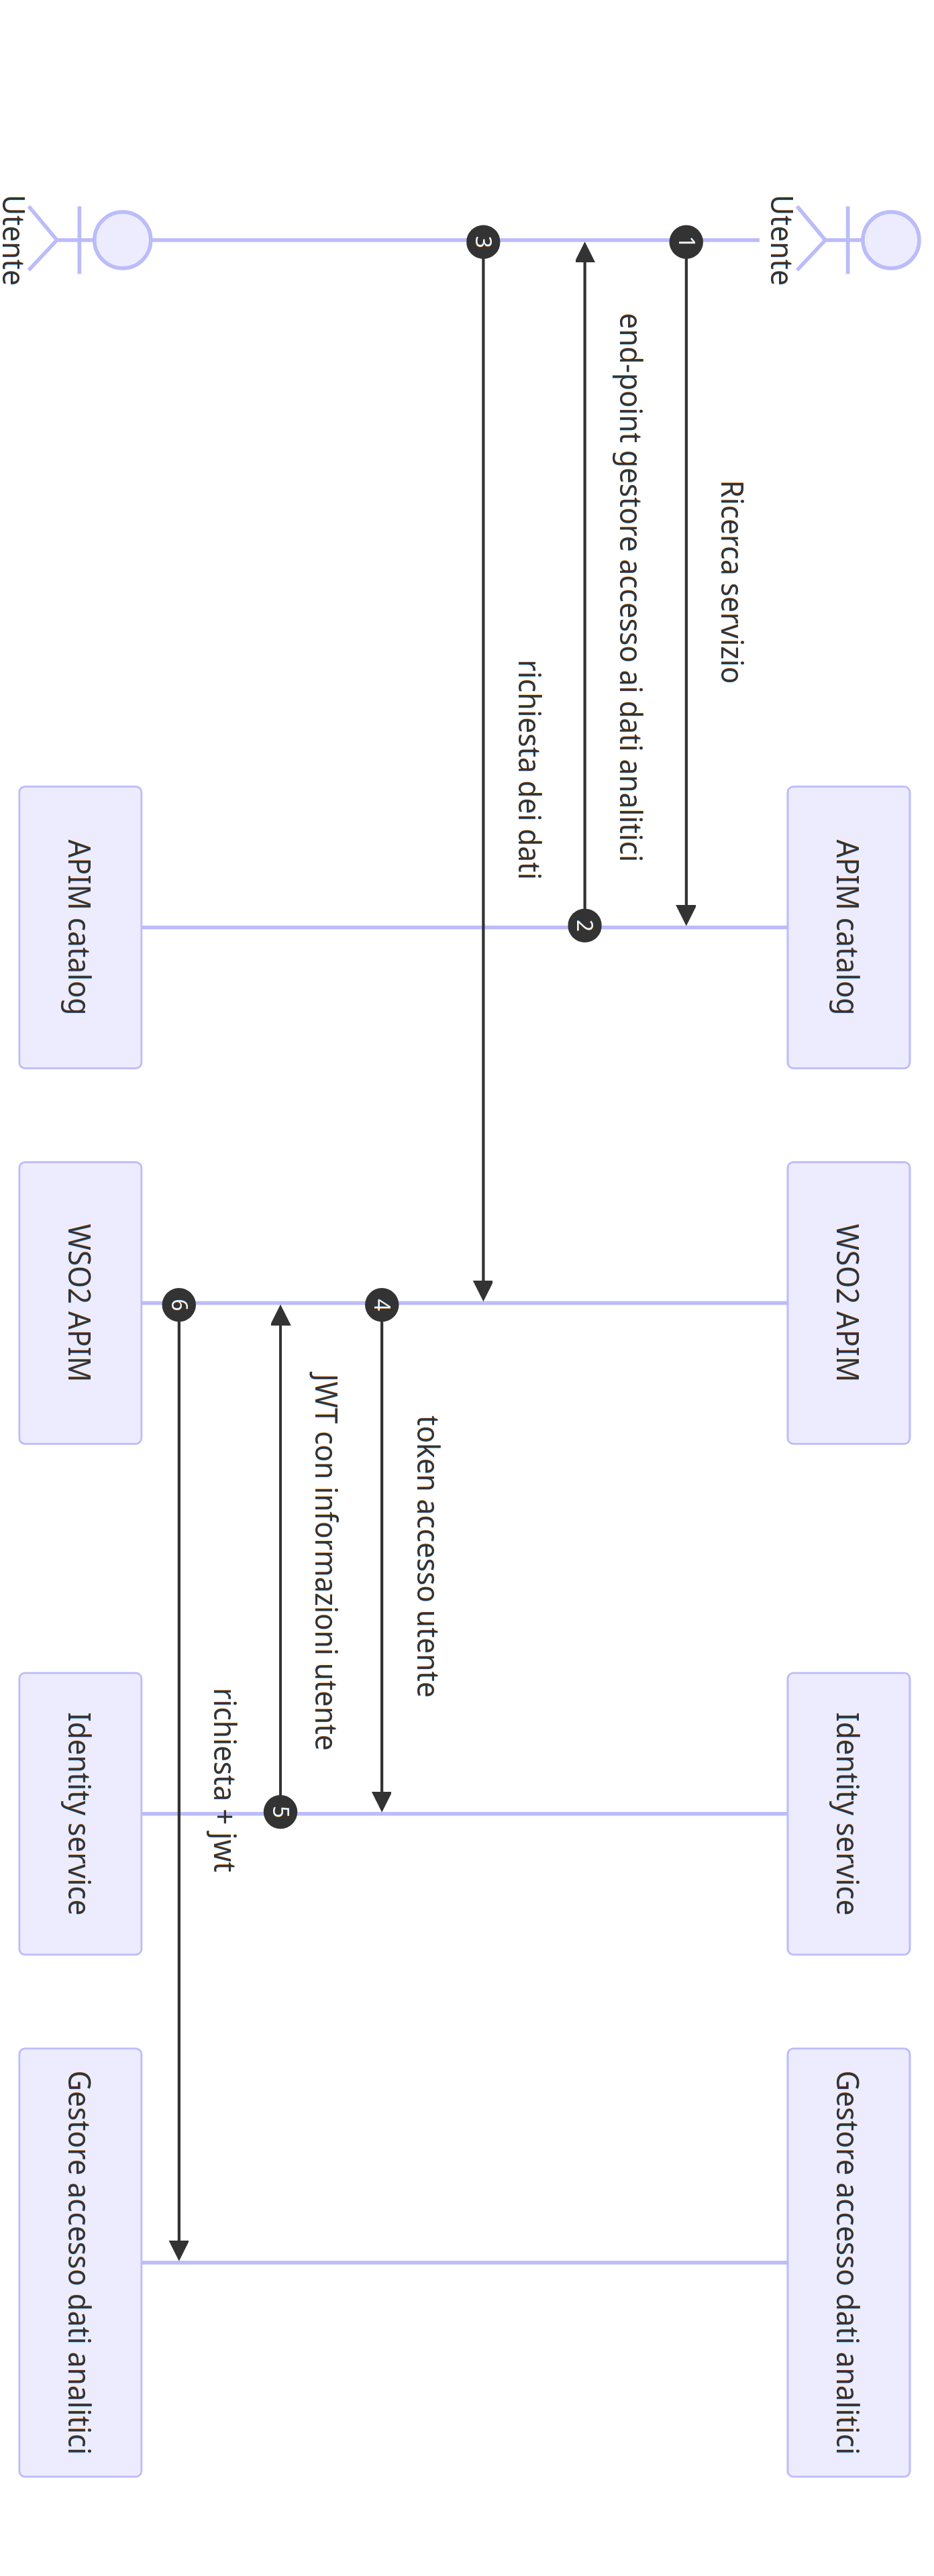 Utente
APIM catalog
WSO2 APIM
Identity service
Gestore accesso dati analitici
Ricerca servizio
1
end-point gestore accesso ai dati analitici
2
richiesta dei dati
3
token accesso utente
4
JWT con informazioni utente
5
richiesta + jwt
6
Utente
APIM catalog
WSO2 APIM
Identity service
Gestore accesso dati analitici